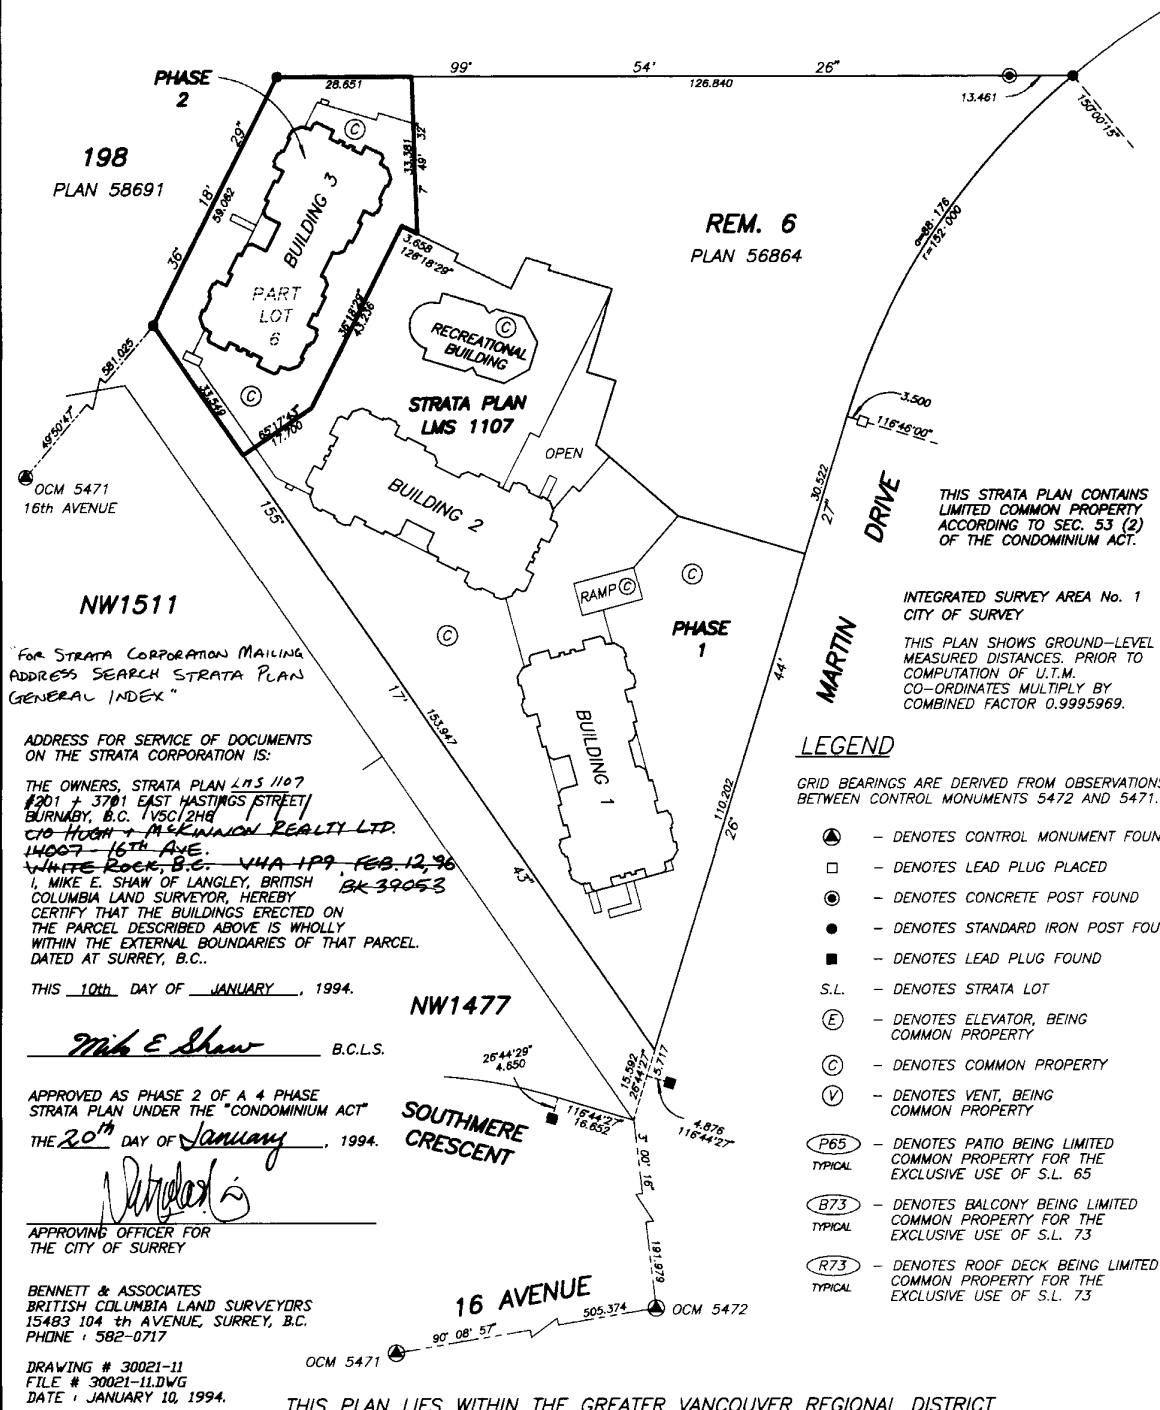 PHASE
2
28.651
99°
54'
26"
126.840
13.461
150°00'15"
198
PLAN 58691
29"
18'
59.082
36°
33.381
7° 49' 32"
BUILDING 3
PART
LOT
6
3.658
126°18'29"
36°18'29"
43.236
REM. 6
PLAN 56864
a=88.176
r=152.000
RECREATIONAL
BUILDING
C
STRATA PLAN
LMS 1107
581.025
49°50'47"
33.549
65°17'43"
17.700
OCM 5471
16th AVENUE
155°
BUILDING 2
OPEN
3.500
116°46'00"
30.522
27"
MARTIN DRIVE
THIS STRATA PLAN CONTAINS
LIMITED COMMON PROPERTY
ACCORDING TO SEC. 53 (2)
OF THE CONDOMINIUM ACT.
RAMP C
PHASE
1
NW1511
INTEGRATED SURVEY AREA No. 1
CITY OF SURVEY
THIS PLAN SHOWS GROUND-LEVEL
MEASURED DISTANCES. PRIOR TO
COMPUTATION OF U.T.M.
CO-ORDINATES MULTIPLY BY
COMBINED FACTOR 0.9995969.
"FOR STRATA CORPORATION MAILING
ADDRESS SEARCH STRATA PLAN
GENERAL INDEX"
17'
153.947
44'
BUILDING 1
110.202
26°
43"
ADDRESS FOR SERVICE OF DOCUMENTS
ON THE STRATA CORPORATION IS:
THE OWNERS, STRATA PLAN LMS 1107
#201 + 3701 EAST HASTINGS STREET
BURNABY, B.C. V5C 2H6
C/O HUGH & McKINNON REALTY LTD.
14007 - 16TH AVE.
WHITE ROCK, B.C. V4A 1P9 FEB. 12, 96
BK 39053
I, MIKE E. SHAW OF LANGLEY, BRITISH
COLUMBIA LAND SURVEYOR, HEREBY
CERTIFY THAT THE BUILDINGS ERECTED ON
THE PARCEL DESCRIBED ABOVE IS WHOLLY
WITHIN THE EXTERNAL BOUNDARIES OF THAT PARCEL.
DATED AT SURREY, B.C..
THIS 10th DAY OF JANUARY, 1994.
Mike E Shaw B.C.L.S.
APPROVED AS PHASE 2 OF A 4 PHASE
STRATA PLAN UNDER THE "CONDOMINIUM ACT"
THE 20th DAY OF January, 1994.
APPROVING OFFICER FOR
THE CITY OF SURREY
BENNETT & ASSOCIATES
BRITISH COLUMBIA LAND SURVEYORS
15483 104 th AVENUE, SURREY, B.C.
PHONE : 582-0717
DRAWING # 30021-11
FILE # 30021-11.DWG
DATE : JANUARY 10, 1994.
LEGEND
GRID BEARINGS ARE DERIVED FROM OBSERVATIONS
BETWEEN CONTROL MONUMENTS 5472 AND 5471.
- DENOTES CONTROL MONUMENT FOUN
- DENOTES LEAD PLUG PLACED
- DENOTES CONCRETE POST FOUND
- DENOTES STANDARD IRON POST FOU
- DENOTES LEAD PLUG FOUND
S.L. - DENOTES STRATA LOT
E - DENOTES ELEVATOR, BEING
COMMON PROPERTY
C - DENOTES COMMON PROPERTY
V - DENOTES VENT, BEING
COMMON PROPERTY
P65 - DENOTES PATIO BEING LIMITED
TYPICAL COMMON PROPERTY FOR THE
EXCLUSIVE USE OF S.L. 65
B73 - DENOTES BALCONY BEING LIMITED
TYPICAL COMMON PROPERTY FOR THE
EXCLUSIVE USE OF S.L. 73
R73 - DENOTES ROOF DECK BEING LIMITED
TYPICAL COMMON PROPERTY FOR THE
EXCLUSIVE USE OF S.L. 73
NW1477
26°44'29"
4.650
15.592
26°44'27"
5.717
SOUTHMERE
CRESCENT
116°44'27"
16.652
4.876
116°44'27"
3° 00' 16"
191.979
16 AVENUE
505.374
OCM 5472
90° 08' 57"
OCM 5471
THIS PLAN LIES WITHIN THE GREATER VANCOUVER REGIONAL DISTRICT